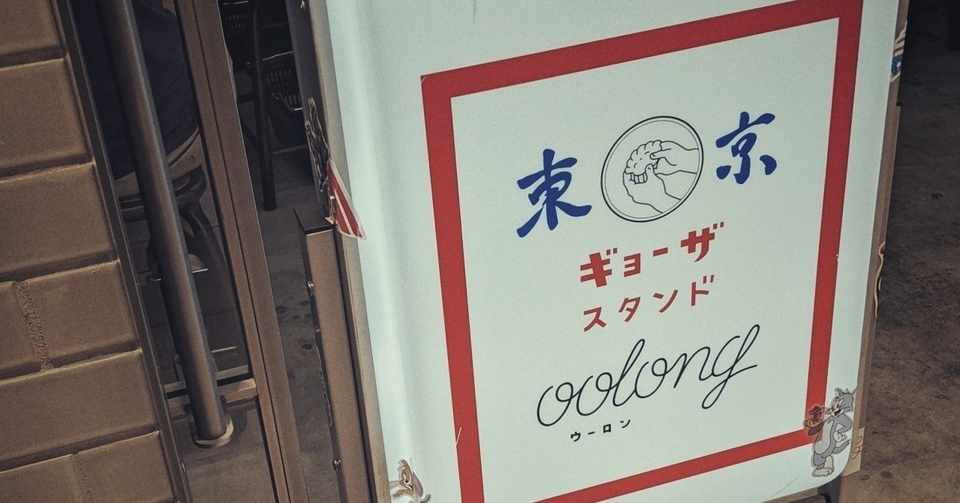 東京
ギョーザ
スタンド
oolong
ウーロン